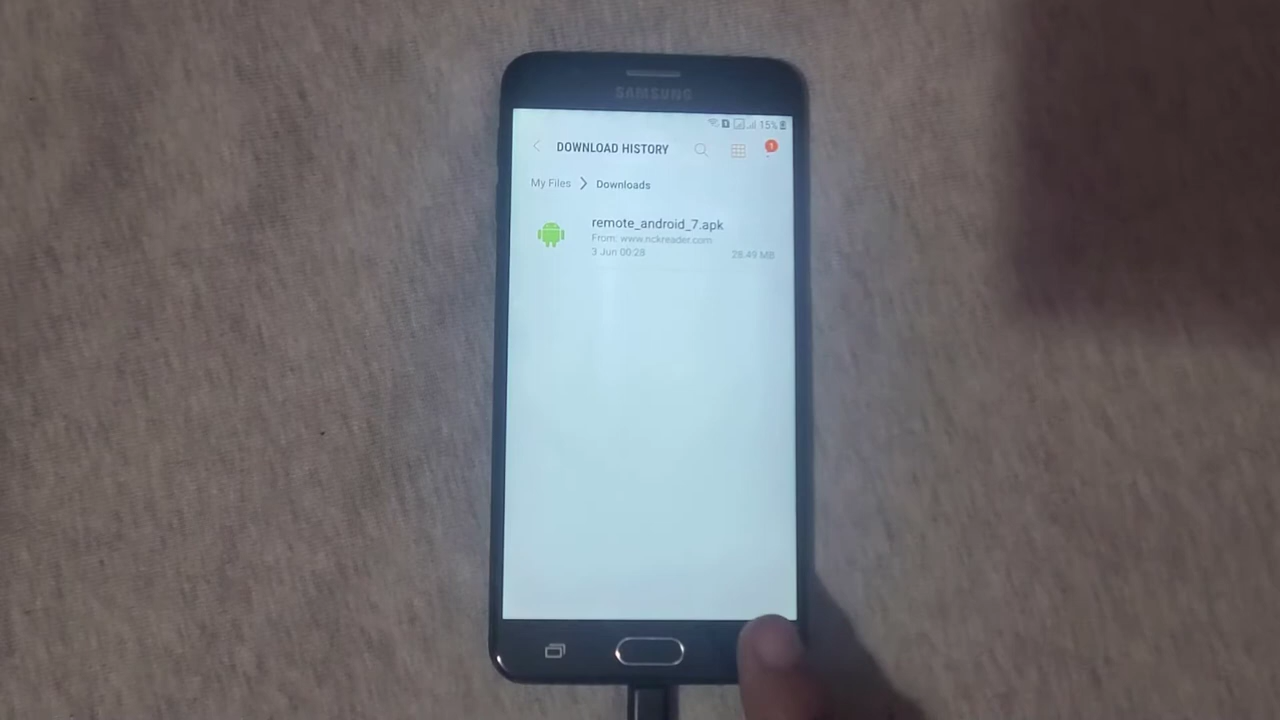 SAMSUNG
15%
DOWNLOAD HISTORY
1
My Files > Downloads
remote_android_7.apk
From: www.nckreader.com
3 Jun 00:28 28.49 MB